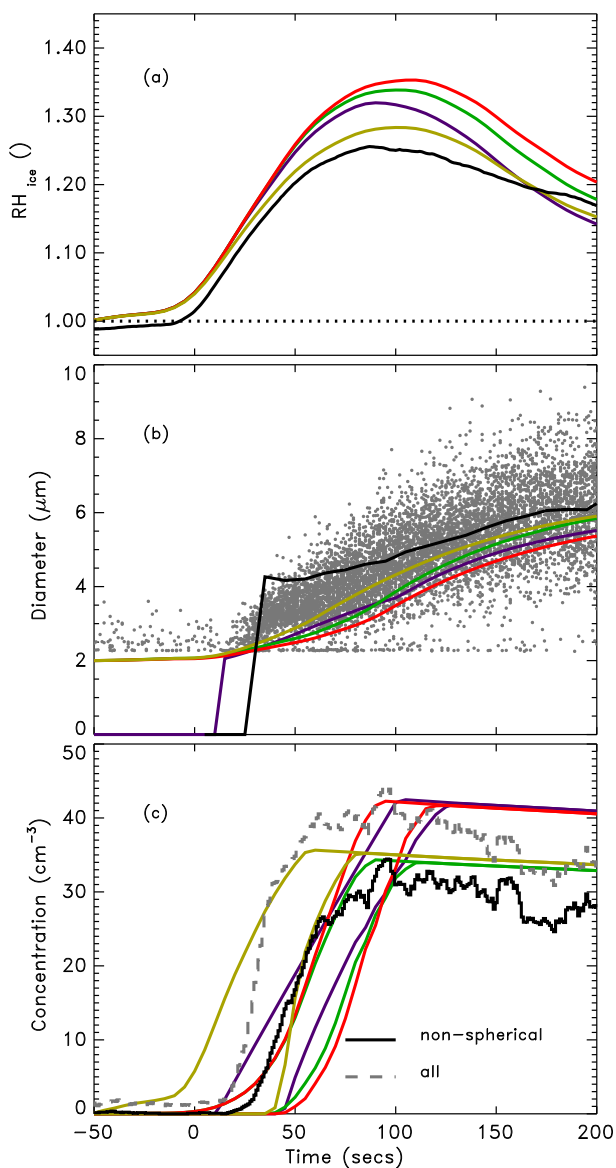 1.40
(a)
1.30
1.20
1.10
1.00
RH ice ()
10
(b)
8
6
4
2
0
Diameter (μm)
50
(c)
40
30
20
10
0
Concentration (cm-3)
non-spherical
all
-50
0
50
100
150
200
Time (secs)